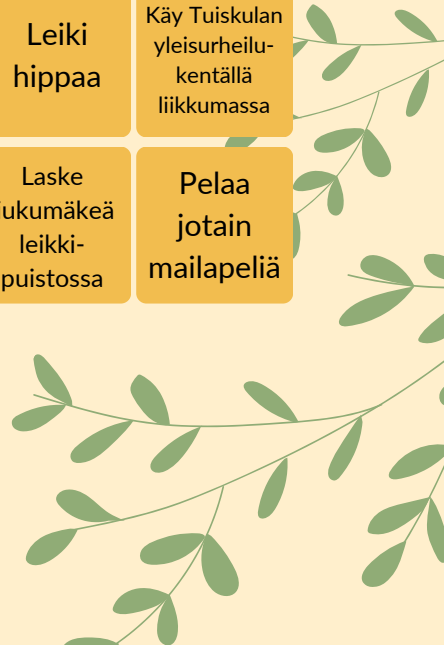 Leiki
hippaa
Käy Tuiskulan
yleisurheilu-
kentällä
liikkumassa
Laske
leikki-
puistossa
Pelaa
jotain
mailapeliä